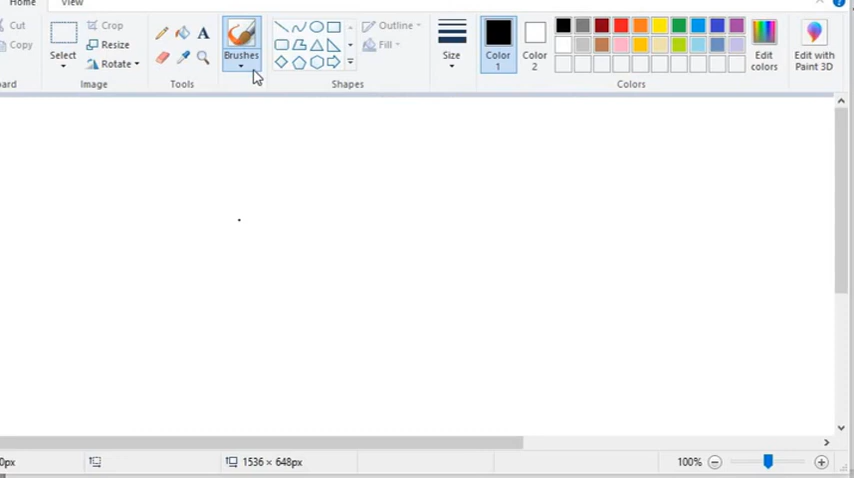 Home View
Cut
Copy
Select
Crop
Resize
Rotate
A
Brushes
Outline
Fill
Size
Color 1
Color 2
Edit colors
Edit with Paint 3D
Image Tools Shapes Colors
1536 × 648px 100%